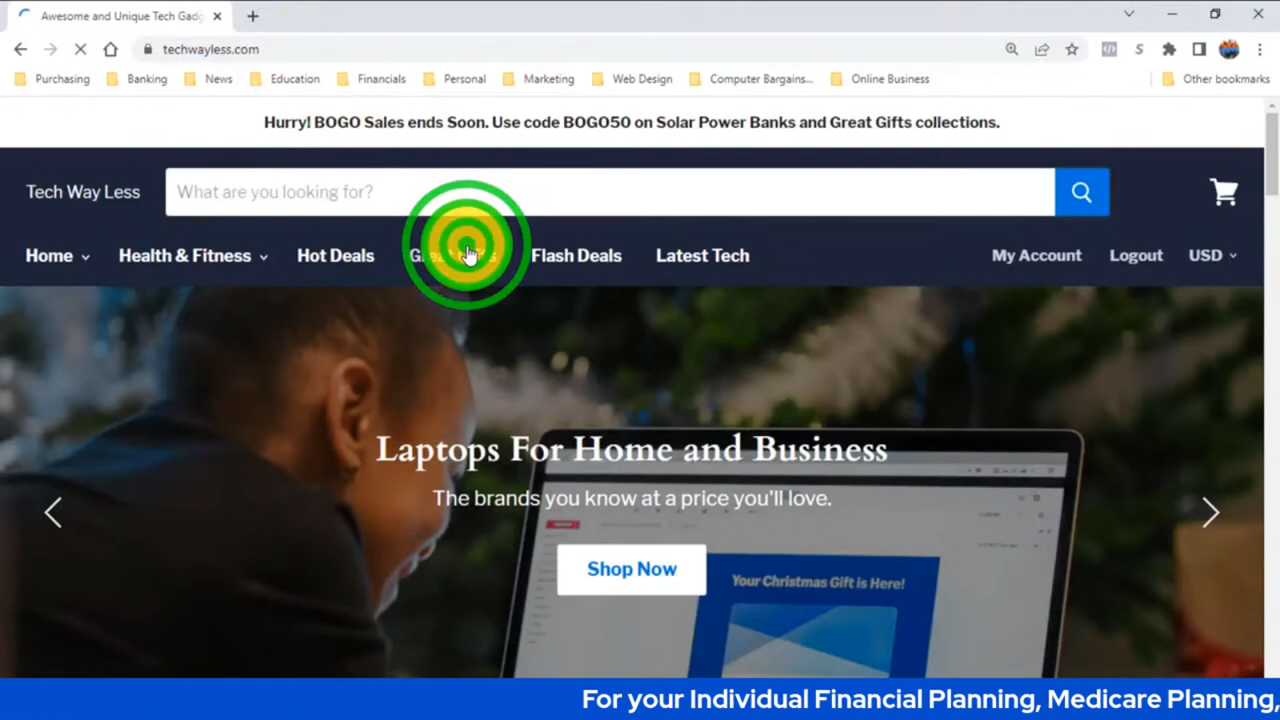 Awesome and Unique Tech Gadg
techwayless.com
Purchasing Banking News Education Financials Personal Marketing Web Design Computer Bargains... Online Business Other bookmarks
Hurry! BOGO Sales ends Soon. Use code BOGO50 on Solar Power Banks and Great Gifts collections.
Tech Way Less What are you looking for?
Home Health & Fitness Hot Deals Great Gifts Flash Deals Latest Tech My Account Logout USD
Laptops For Home and Business
The brands you know at a price you'll love.
Shop Now
Your Christmas Gift is Here!
For your Individual Financial Planning, Medicare Planning,